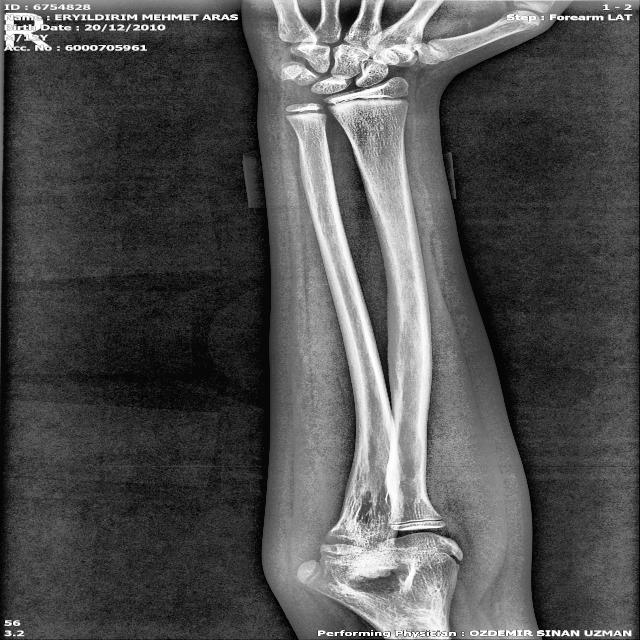 ID : 6754828
Name : ERYILDIRIM MEHMET ARAS
Birth Date : 20/12/2010
Acc. No : 6000705961
1 - 2
Step : Forearm LAT
56
3.2
Performing Physician : OZDEMIR SINAN UZMAN